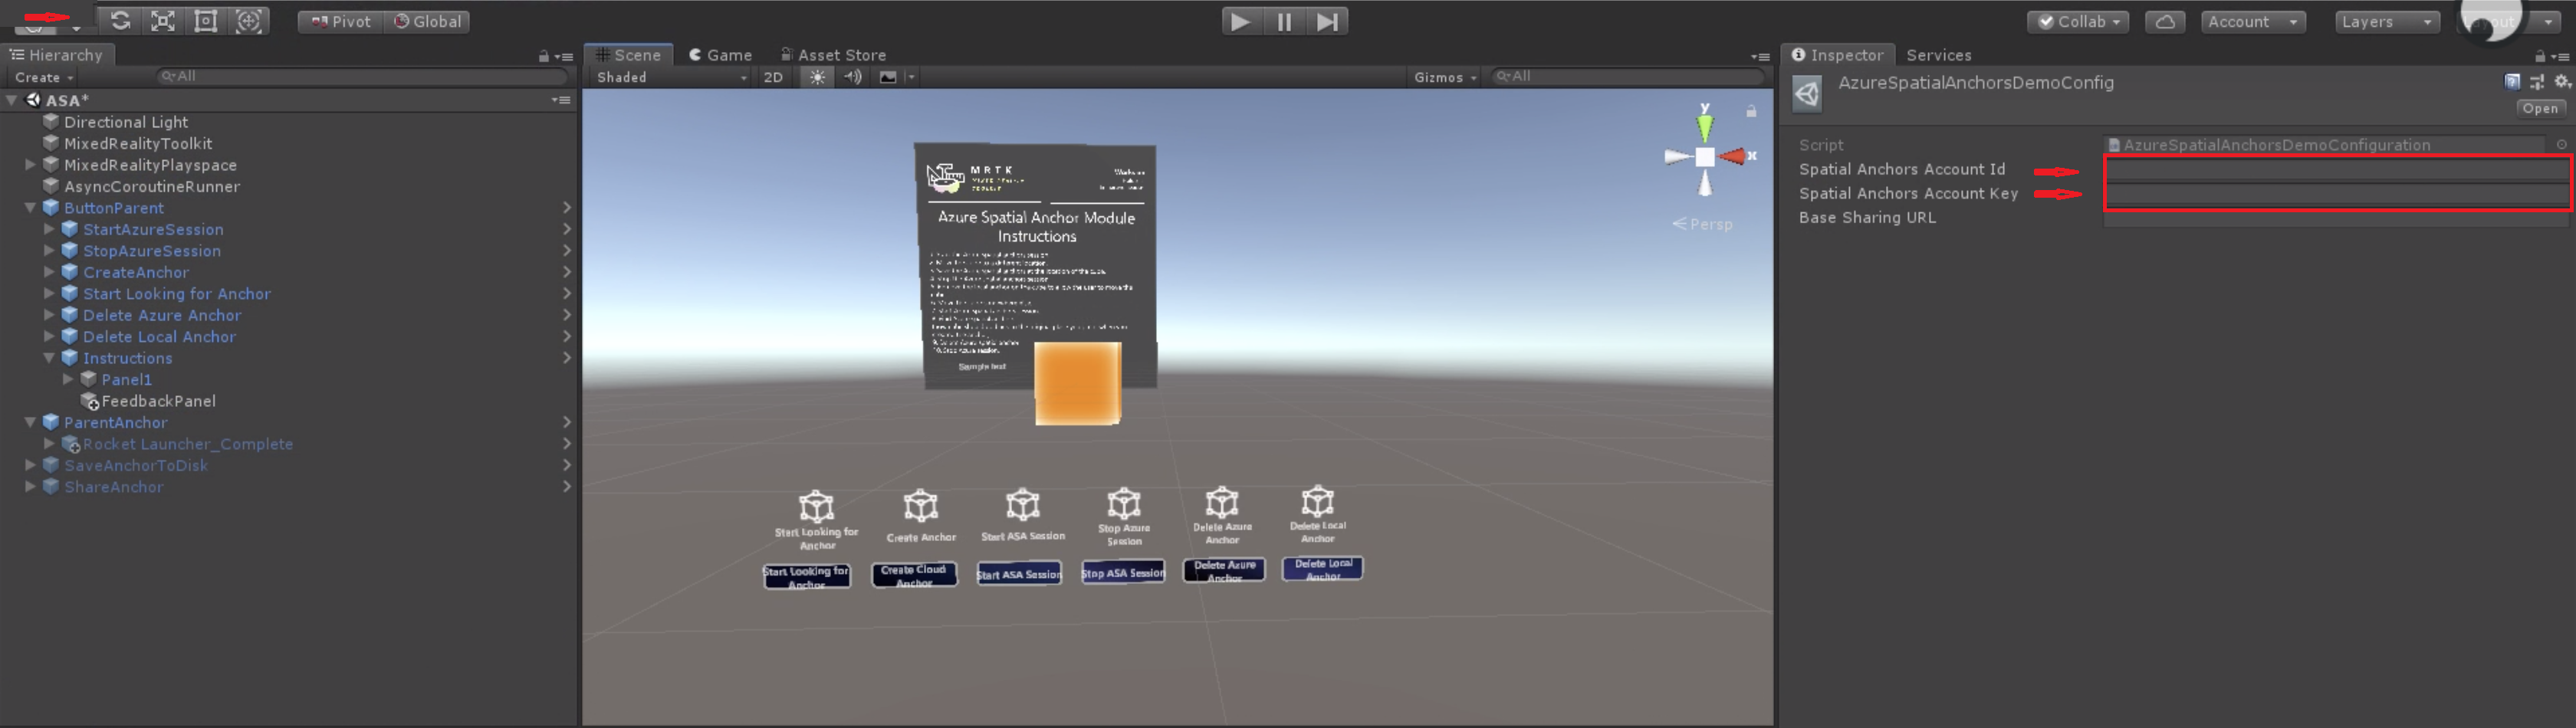 Pivot Global Collab Account Layers Layout
Hierarchy Scene Game Asset Store Inspector Services
Create All Shaded 2D Gizmos All
AzureSpatialAnchorsDemoConfig
Open
ASA*
Directional Light
MixedRealityToolkit
MixedRealityPlayspace
AsyncCoroutineRunner
ButtonParent
StartAzureSession
StopAzureSession
CreateAnchor
Start Looking for Anchor
Delete Azure Anchor
Delete Local Anchor
Instructions
Panel1
FeedbackPanel
ParentAnchor
Rocket Launcher_Complete
SaveAnchorToDisk
ShareAnchor
y
x
Persp
MRTK
Azure Spatial Anchor Module
Instructions
Sample text
Start Looking for
Anchor
Create Anchor
Start ASA Session
Stop Azure
Session
Delete Azure
Anchor
Delete Local
Anchor
Start Looking for
Anchor
Create Cloud
Anchor
Start ASA Session
Stop ASA Session
Delete Azure
Anchor
Delete Local
Anchor
Script AzureSpatialAnchorsDemoConfiguration
Spatial Anchors Account Id
Spatial Anchors Account Key
Base Sharing URL